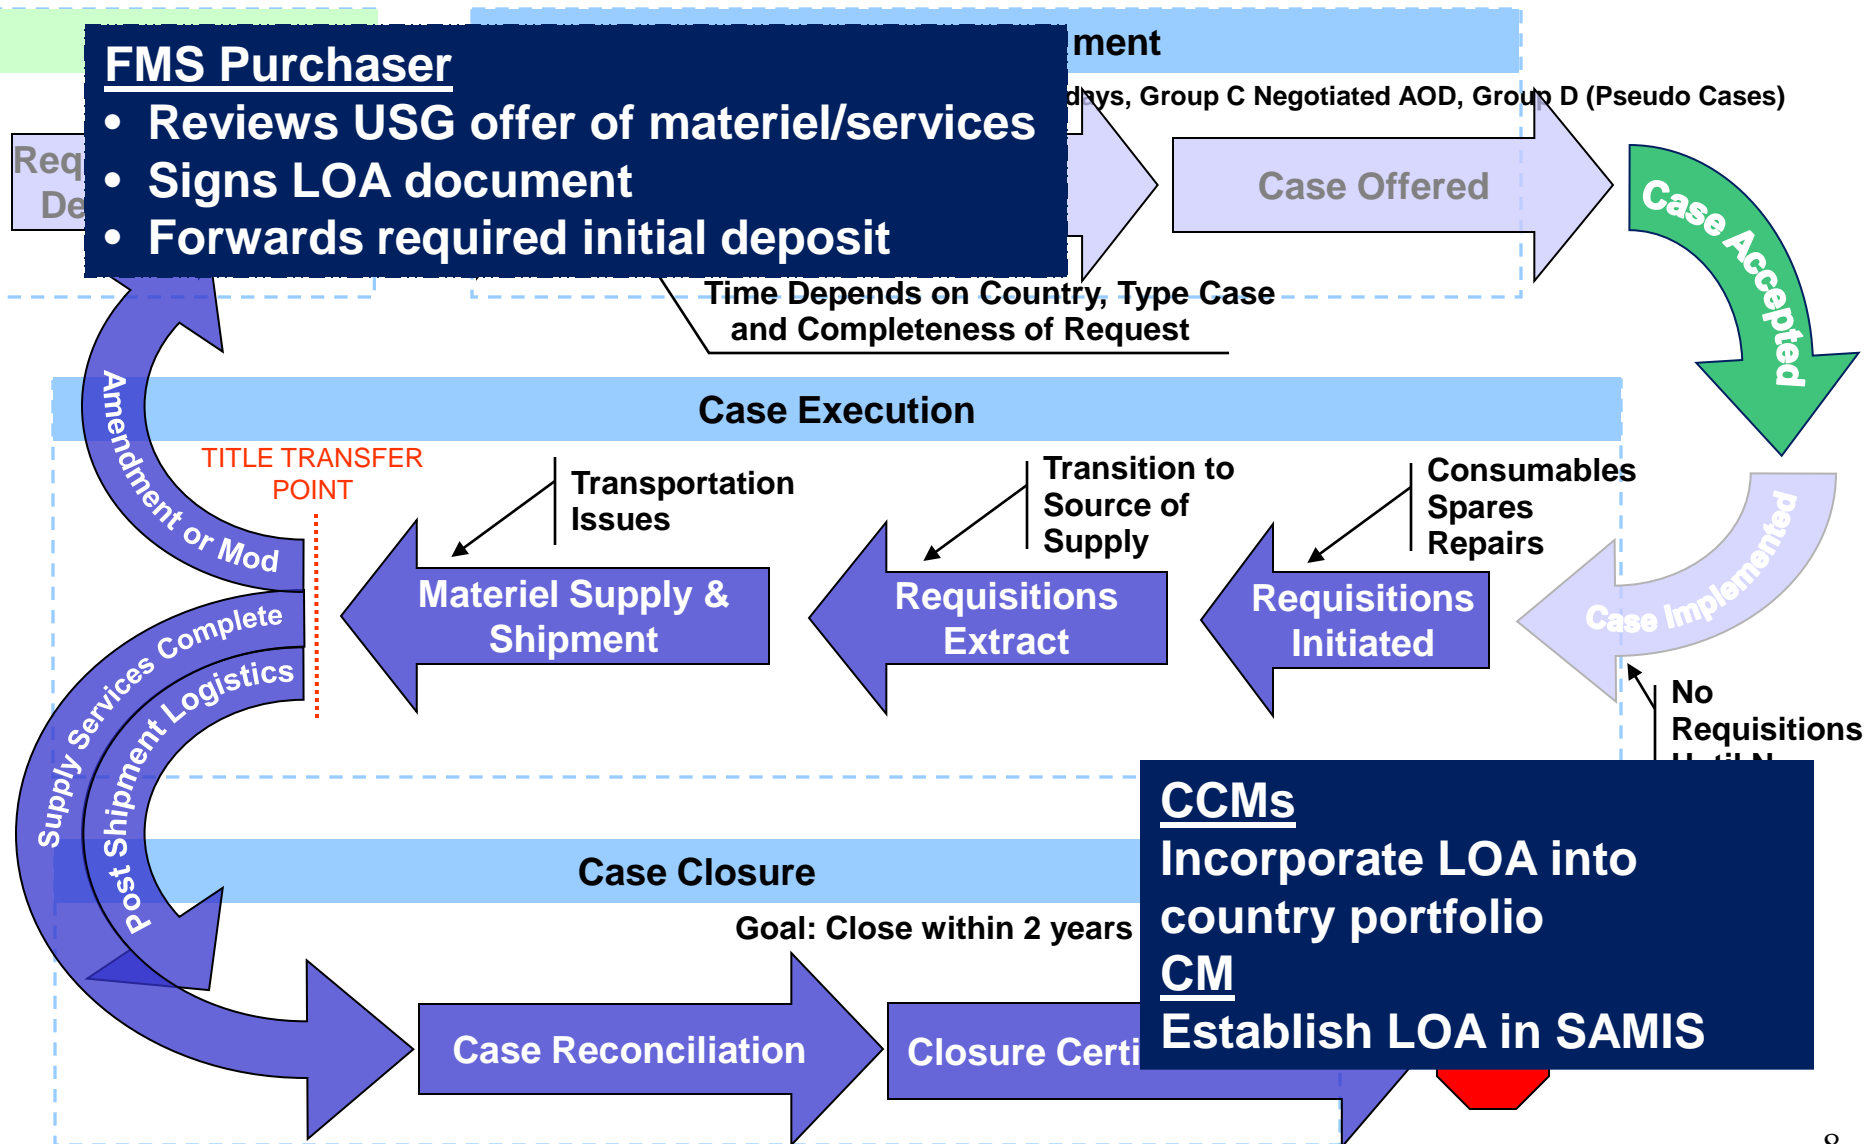 ment
FMS Purchaser
• Reviews USG offer of materiel/services
• Signs LOA document
• Forwards required initial deposit
days, Group C Negotiated AOD, Group D (Pseudo Cases)
Req
De
Case Offered
Case Accepted
Time Depends on Country, Type Case
and Completeness of Request
Case Execution
Amendment or Mod
TITLE TRANSFER
POINT
Transportation
Issues
Transition to
Source of
Supply
Consumables
Spares
Repairs
Materiel Supply &
Shipment
Requisitions
Extract
Requisitions
Initiated
Case Implemented
Supply Services Complete
Post Shipment Logistics
No
Requisitions
CCMs
Incorporate LOA into
country portfolio
CM
Establish LOA in SAMIS
Case Closure
Goal: Close within 2 years
Case Reconciliation
Closure Certi